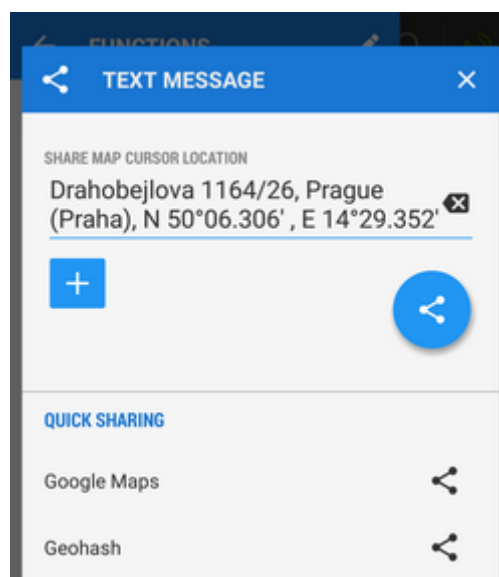 FUNCTIONS
TEXT MESSAGE
SHARE MAP CURSOR LOCATION
Drahobejlova 1164/26, Prague
(Praha), N 50°06.306' , E 14°29.352'
QUICK SHARING
Google Maps
Geohash